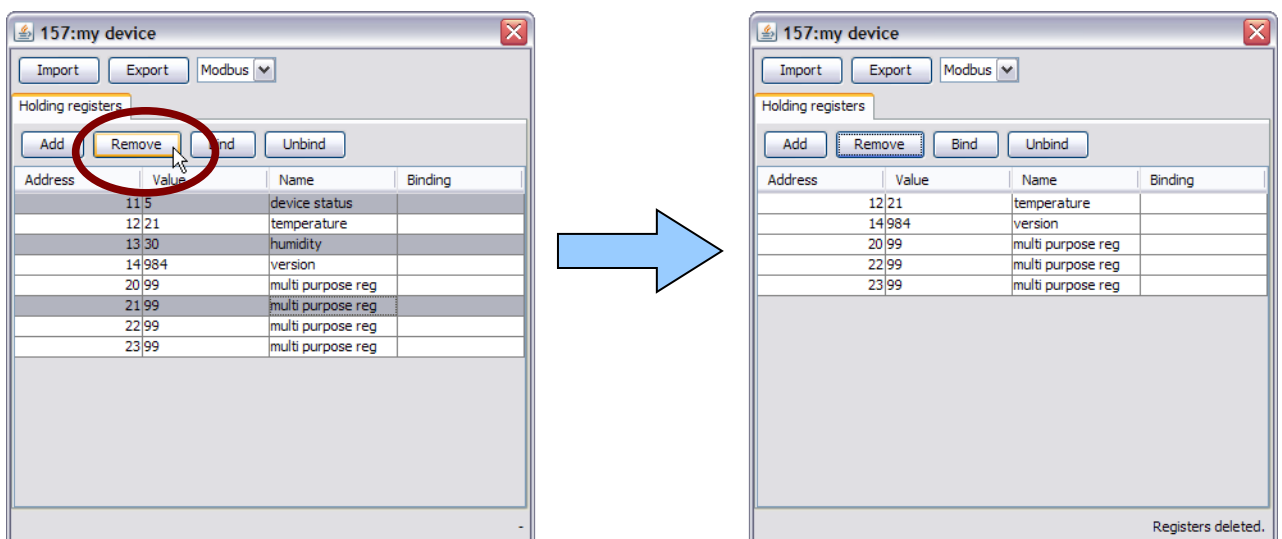 157:my device
Import Export Modbus
Holding registers
Add Remove Bind Unbind
Address Value Name Binding
11 5 device status
12 21 temperature
13 30 humidity
14 984 version
20 99 multi purpose reg
21 99 multi purpose reg
22 99 multi purpose reg
23 99 multi purpose reg
-
157:my device
Import Export Modbus
Holding registers
Add Remove Bind Unbind
Address Value Name Binding
12 21 temperature
14 984 version
20 99 multi purpose reg
22 99 multi purpose reg
23 99 multi purpose reg
Registers deleted.